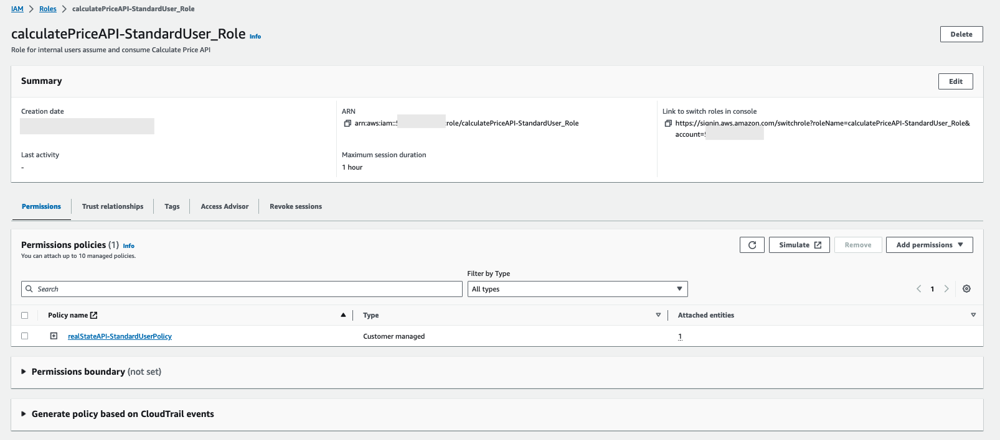 IAM > Roles > calculatePriceAPI-StandardUser_Role
calculatePriceAPI-StandardUser_Role Info
Delete
Role for internal users assume and consume Calculate Price API
Summary
Edit
Creation date
ARN
arn:aws:iam::5 :role/calculatePriceAPI-StandardUser_Role
Link to switch roles in console
https://signin.aws.amazon.com/switchrole?roleName=calculatePriceAPI-StandardUser_Role&
account=5
Last activity
-
Maximum session duration
1 hour
Permissions
Trust relationships
Tags
Access Advisor
Revoke sessions
Permissions policies (1) Info
You can attach up to 10 managed policies.
Simulate
Remove
Add permissions
Filter by Type
Search
All types
1
Policy name
Type
Attached entities
realStateAPI-StandardUserPolicy
Customer managed
1
Permissions boundary (not set)
Generate policy based on CloudTrail events